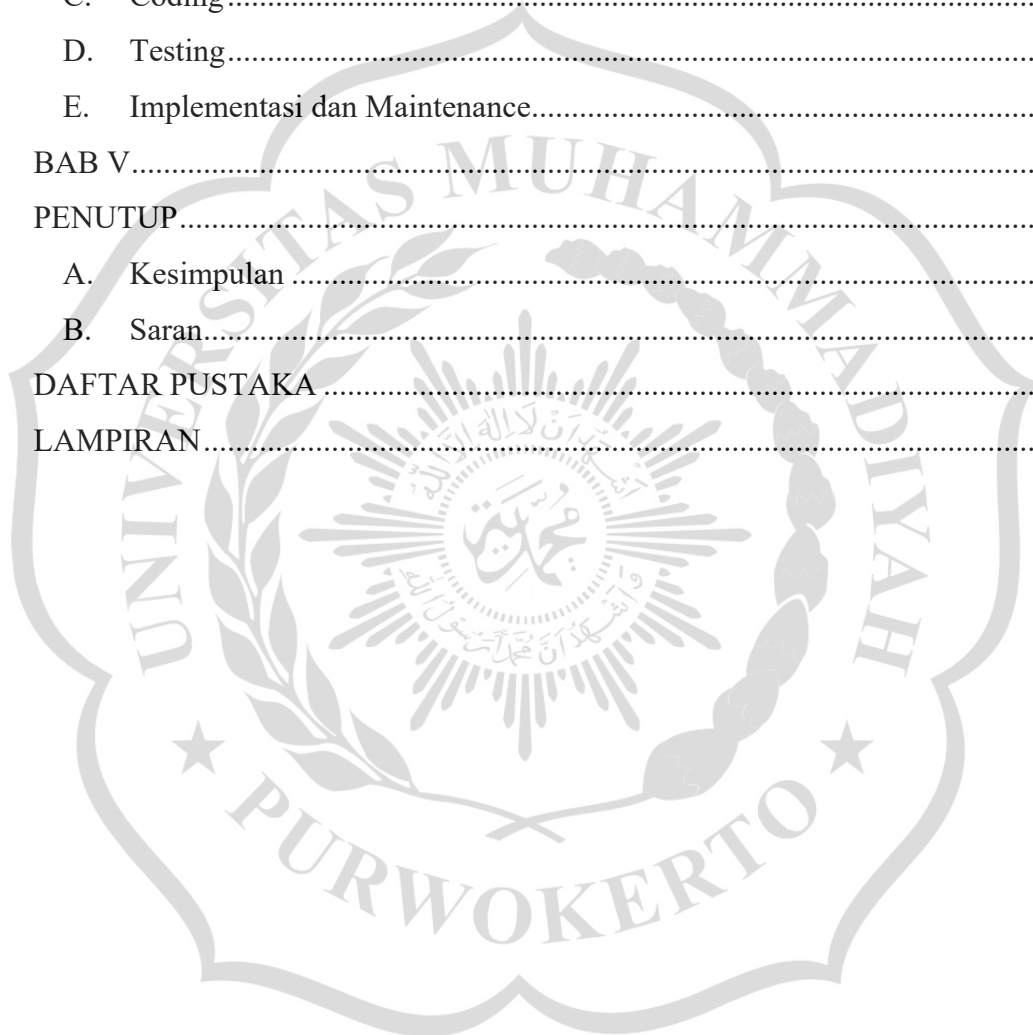 C. Coding....................................................................................................
D. Testing....................................................................................................
E. Implementasi dan Maintenance..............................................................
BAB V.................................................................................................................
PENUTUP...........................................................................................................
A. Kesimpulan ...........................................................................................
B. Saran......................................................................................................
DAFTAR PUSTAKA ........................................................................................
LAMPIRAN.......................................................................................................
UNIVERSITAS MUHAMMADIYAH
PURWOKERTO